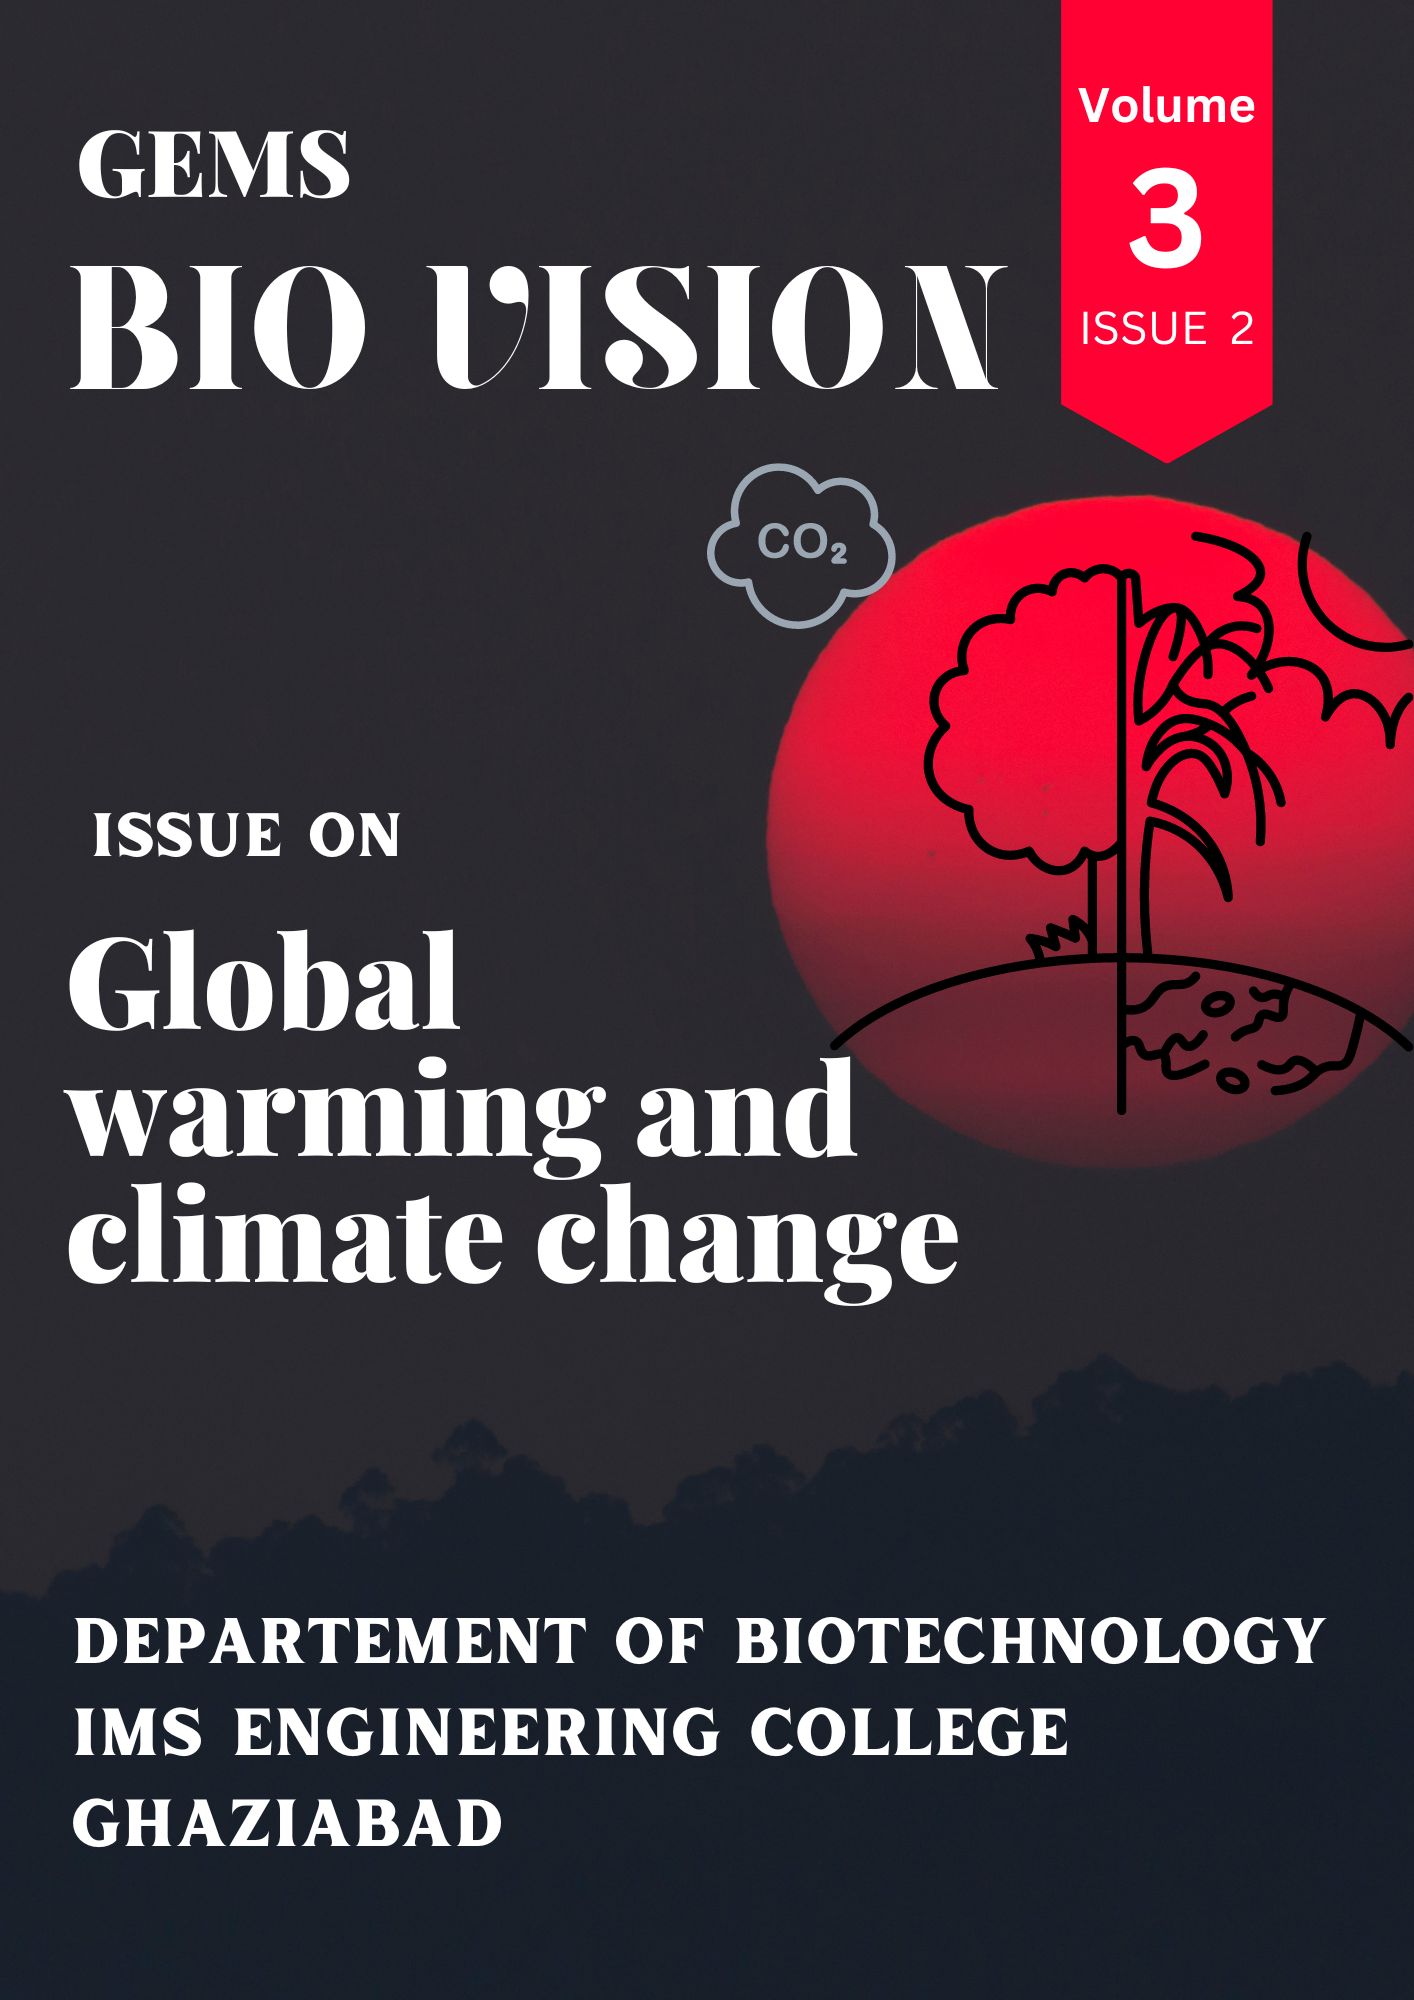 GEMS
BIO VISION
Volume
3
ISSUE 2
CO₂
ISSUE ON
Global
warming and
climate change
DEPARTEMENT OF BIOTECHNOLOGY
IMS ENGINEERING COLLEGE
GHAZIABAD